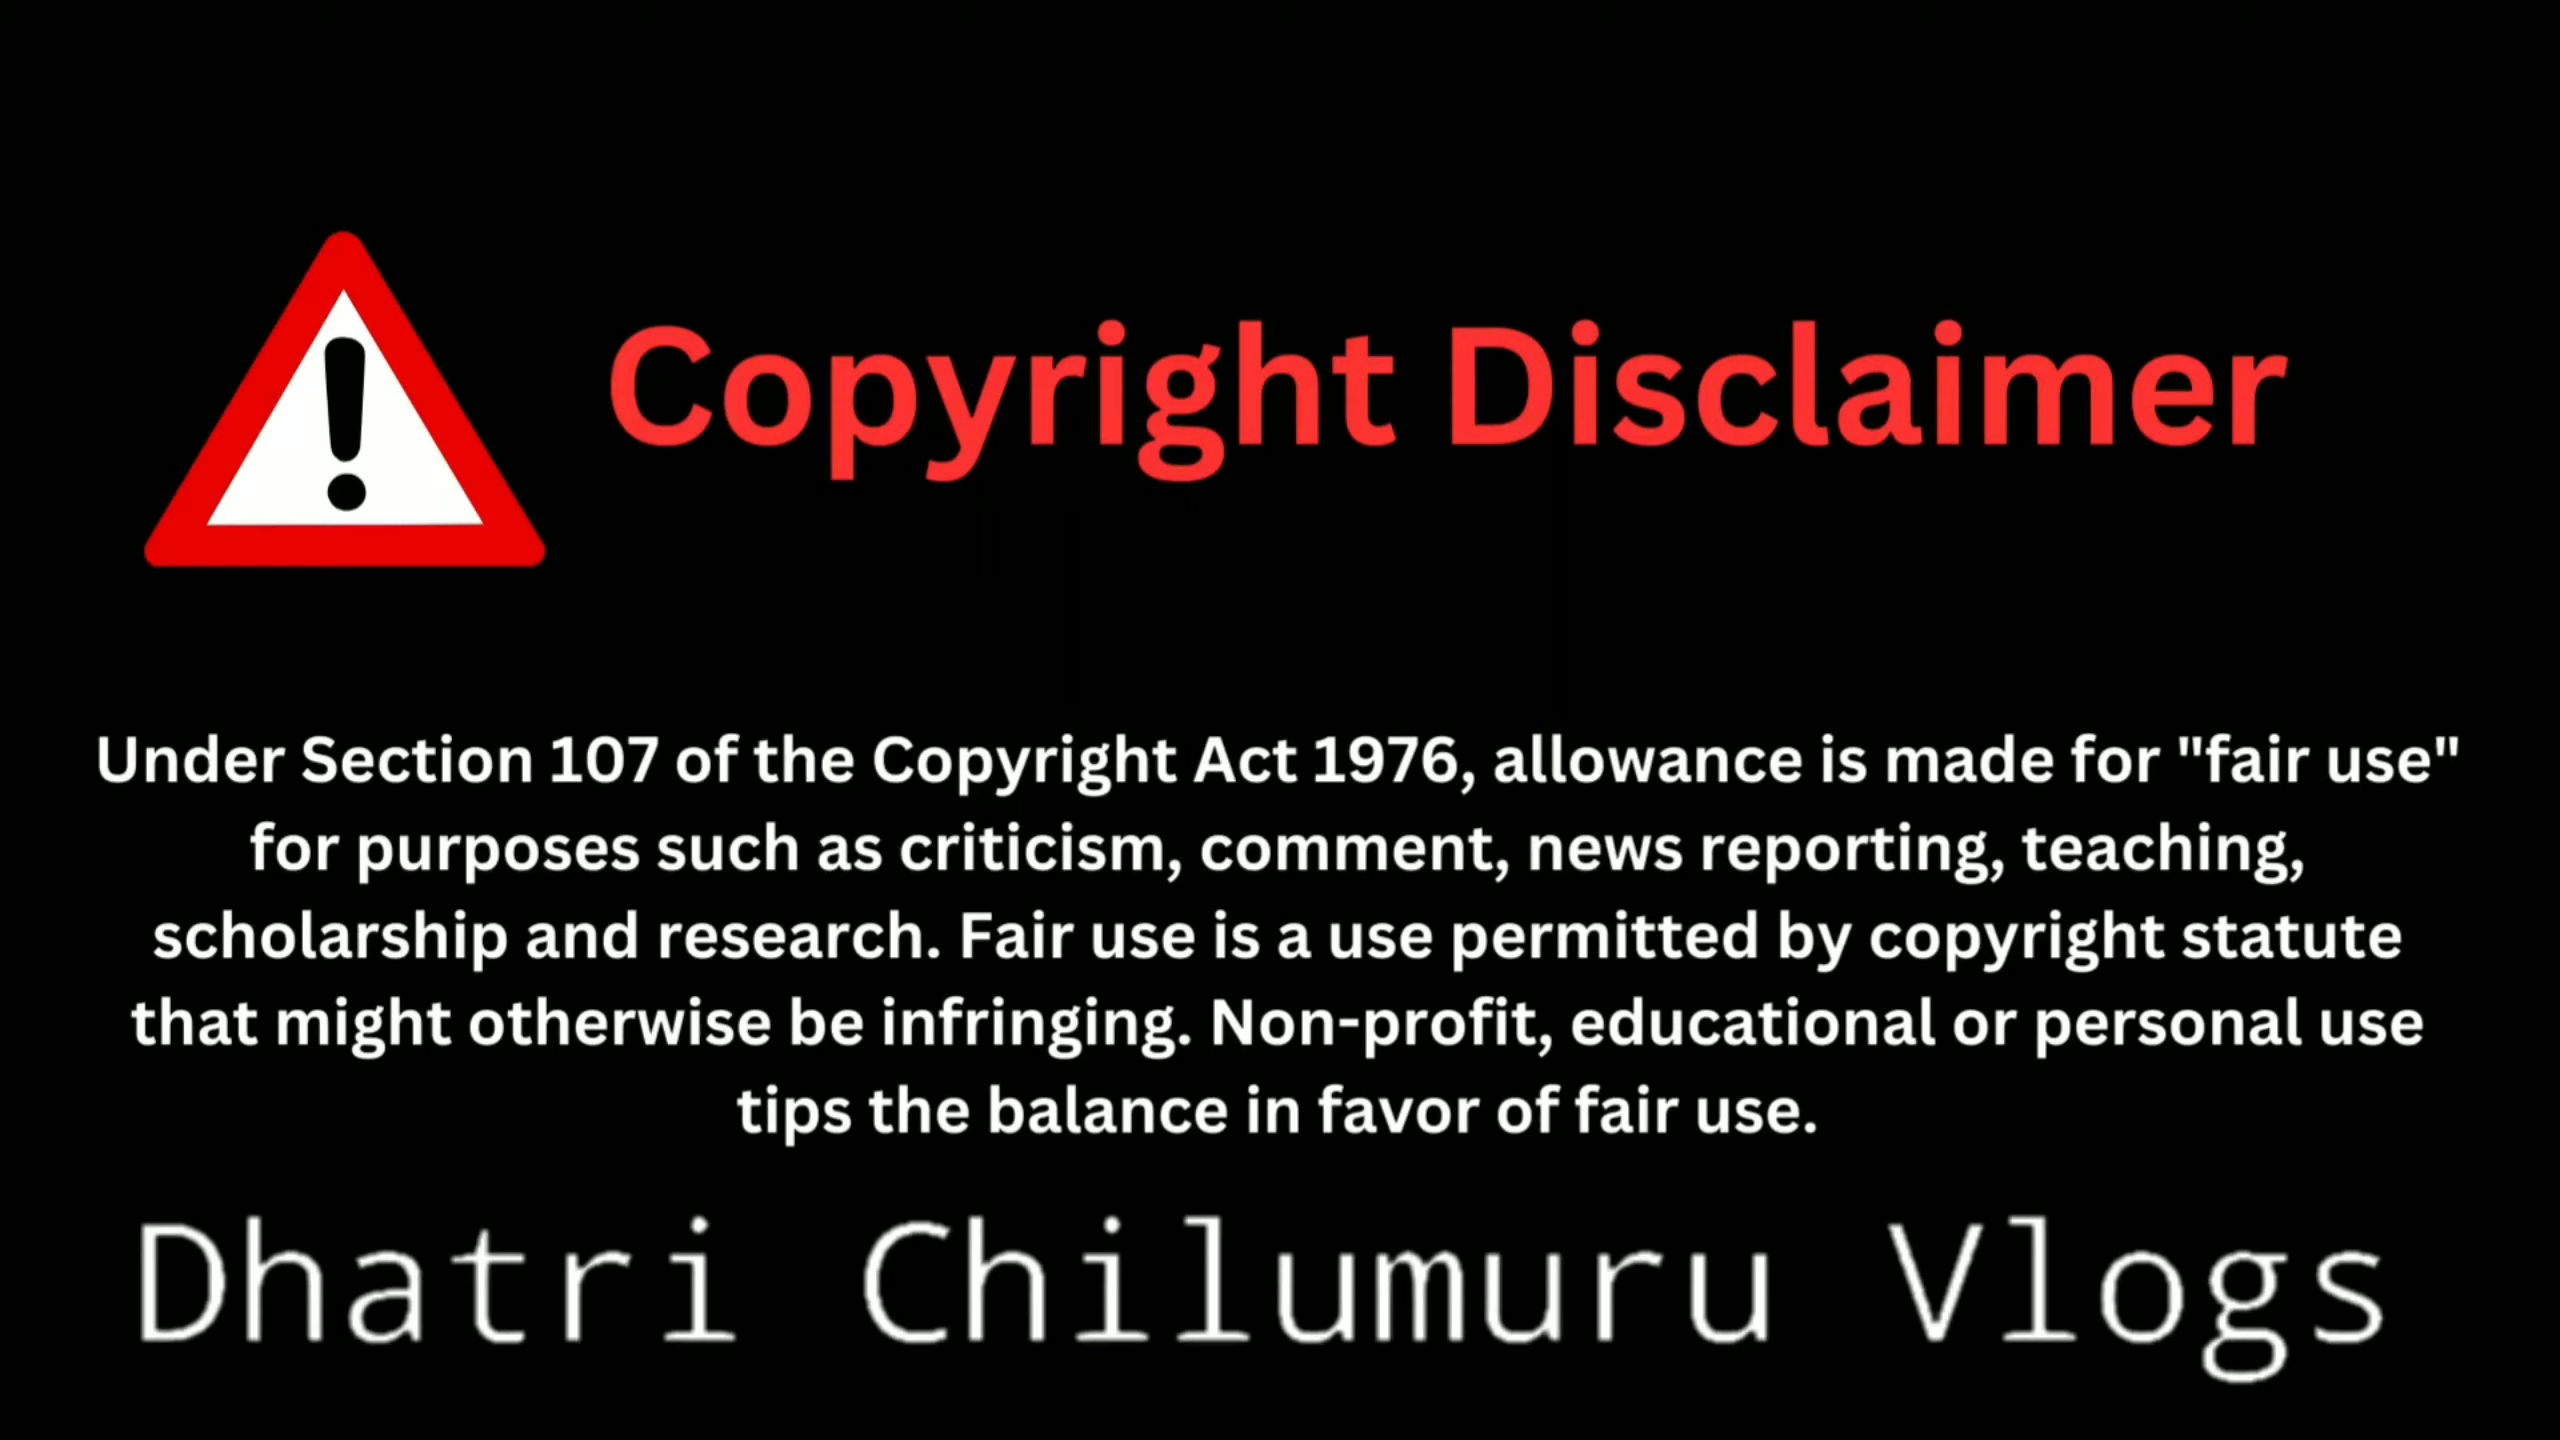 Copyright Disclaimer
Under Section 107 of the Copyright Act 1976, allowance is made for "fair use"
for purposes such as criticism, comment, news reporting, teaching,
scholarship and research. Fair use is a use permitted by copyright statute
that might otherwise be infringing. Non-profit, educational or personal use
tips the balance in favor of fair use.
Dhatri Chilumuru Vlogs